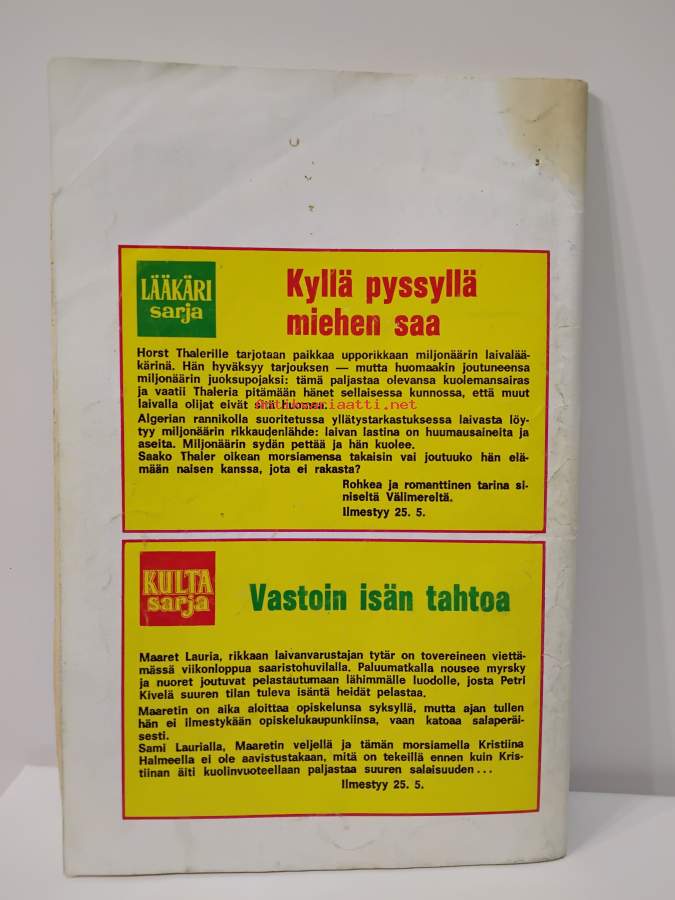 LÄÄKÄRI
sarja
Kyllä pyssyllä
miehen saa
Horst Thalerille tarjotaan paikkaa upporikkaan miljonäärin laivalää-
kärinä. Hän hyväksyy tarjouksen — mutta huomaakin joutuneensa
miljonäärin juoksupojaksi: tämä paljastaa olevansa kuolemansairas
ja vaatii Thaleria pitämään hänet sellaisessa kunnossa, että muut
laivalla olijat eivät sitä huomaa.
Antikvariaatti.net
Algerian rannikolla suoritetussa yllätystarkastuksessa laivasta löy-
tyy miljonäärin rikkaudenlähde: laivan lastina on huumausaineita ja
aseita. Miljonäärin sydän pettää ja hän kuolee.
Saako Thaler oikean morsiamensa takaisin vai joutuuko hän elä-
mään naisen kanssa, jota ei rakasta?
Rohkea ja romanttinen tarina si-
niseltä Välimereltä.
Ilmestyy 25. 5.
KULTA
sarja
Vastoin isän tahtoa
Maaret Lauria, rikkaan laivanvarustajan tytär on tovereineen viettä-
mässä viikonloppua saaristohuvilalla. Paluumatkalla nousee myrsky
ja nuoret joutuvat pelastautumaan lähimmälle luodolle, josta Petri
Kivelä suuren tilan tuleva isäntä heidät pelastaa.
Maaretin on aika aloittaa opiskelunsa syksyllä, mutta ajan tullen
hän ei ilmestykään opiskelukaupunkiinsa, vaan katoaa salaperäi-
sesti.
Sami Laurialla, Maaretin veljellä ja tämän morsiamella Kristiina
Halmeella ei ole aavistustakaan, mitä on tekeillä ennen kuin Kris-
tiinan äiti kuolinvuoteellaan paljastaa suuren salaisuuden...
Ilmestyy 25. 5.